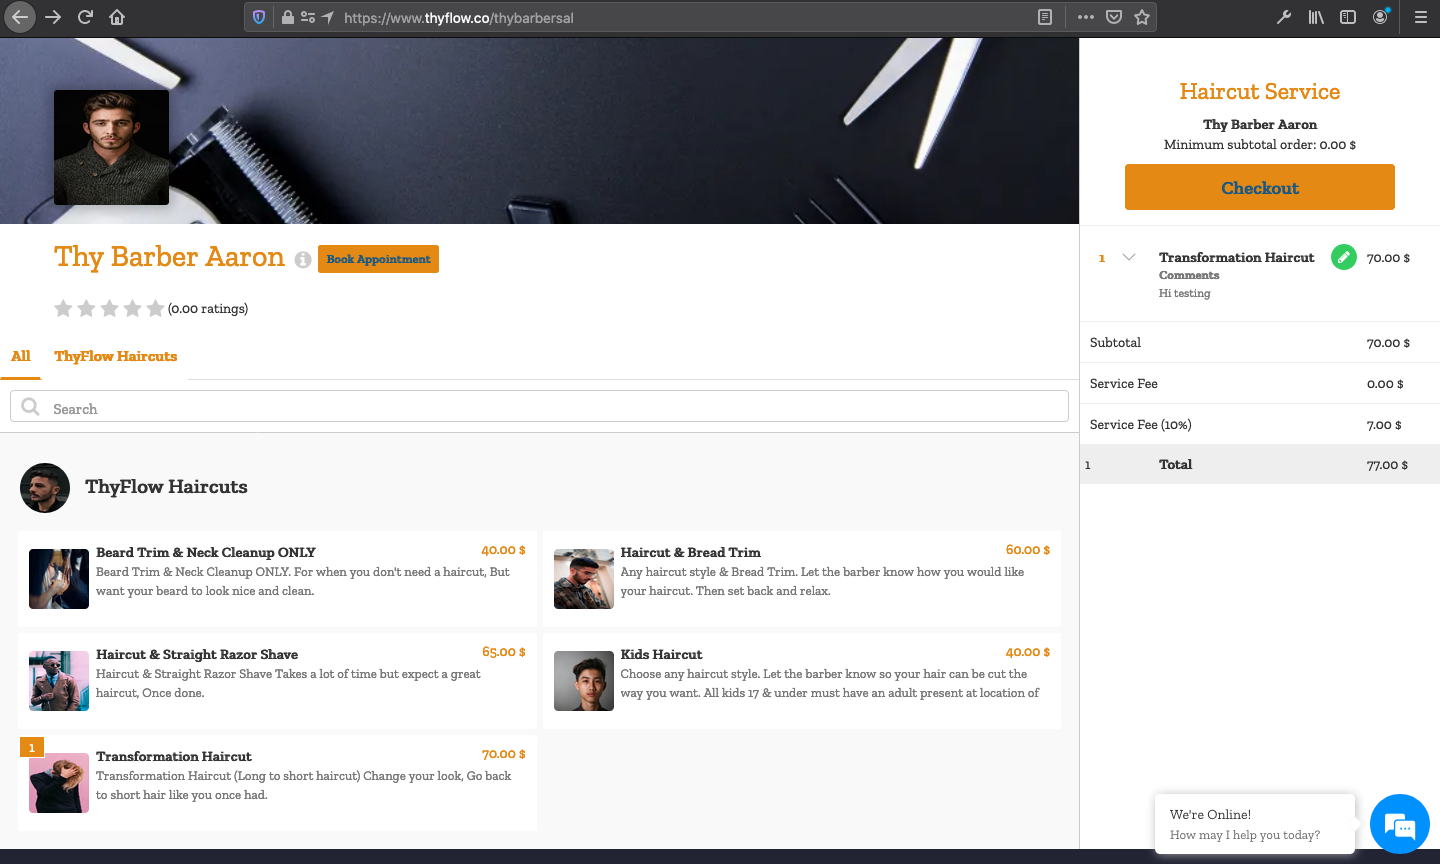 https://www.thyflow.co/thybarbersal
Thy Barber Aaron
Book Appointment
(0.00 ratings)
All
ThyFlow Haircuts
Search
ThyFlow Haircuts
Beard Trim & Neck Cleanup ONLY
40.00 $
Beard Trim & Neck Cleanup ONLY. For when you don't need a haircut, But
want your beard to look nice and clean.
Haircut & Bread Trim
60.00 $
Any haircut style & Bread Trim. Let the barber know how you would like
your haircut. Then set back and relax.
Haircut & Straight Razor Shave
65.00 $
Haircut & Straight Razor Shave Takes a lot of time but expect a great
haircut, Once done.
Kids Haircut
40.00 $
Choose any haircut style. Let the barber know so your hair can be cut the
way you want. All kids 17 & under must have an adult present at location of
1
Transformation Haircut
70.00 $
Transformation Haircut (Long to short haircut) Change your look, Go back
to short hair like you once had.
Haircut Service
Thy Barber Aaron
Minimum subtotal order: 0.00 $
Checkout
1
Transformation Haircut
70.00 $
Comments
Hi testing
Subtotal
70.00 $
Service Fee
0.00 $
Service Fee (10%)
7.00 $
1
Total
77.00 $
We're Online!
How may I help you today?